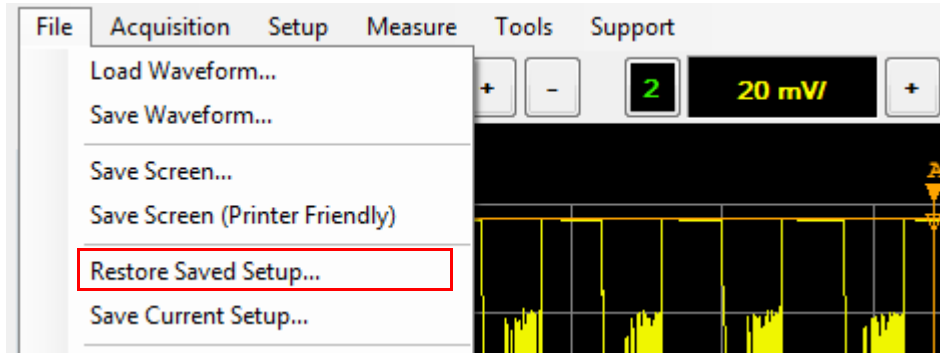 File Acquisition Setup Measure Tools Support
Load Waveform...
+ - 2 20 mV/ +
Save Waveform...
Save Screen...
A
Save Screen (Printer Friendly)
Restore Saved Setup...
Save Current Setup...